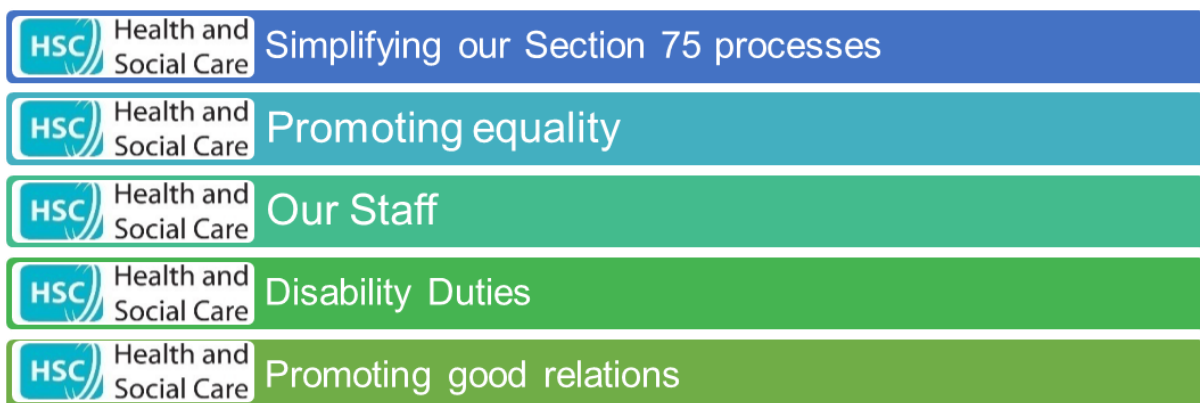 HSC Health and
Social Care
Simplifying our Section 75 processes
HSC Health and
Social Care
Promoting equality
HSC Health and
Social Care
Our Staff
HSC Health and
Social Care
Disability Duties
HSC Health and
Social Care
Promoting good relations